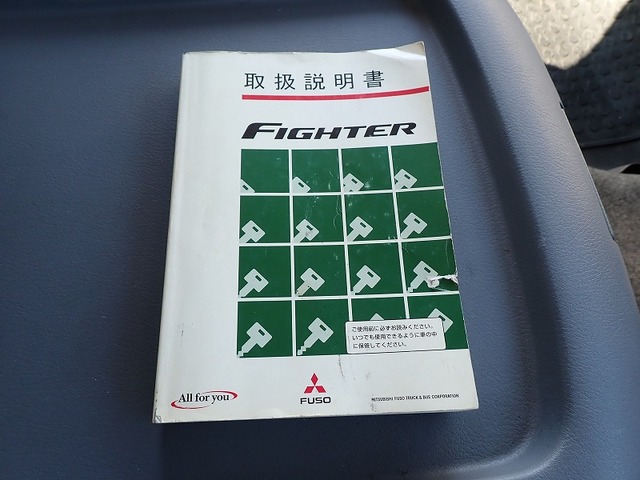 取扱説明書
FIGHTER
ご使用前に必ずお読みください。
いつでも使用できるように車の中
に保管してください。
All for you
FUSO
MITSUBISHI FUSO TRUCK & BUS CORPORATION